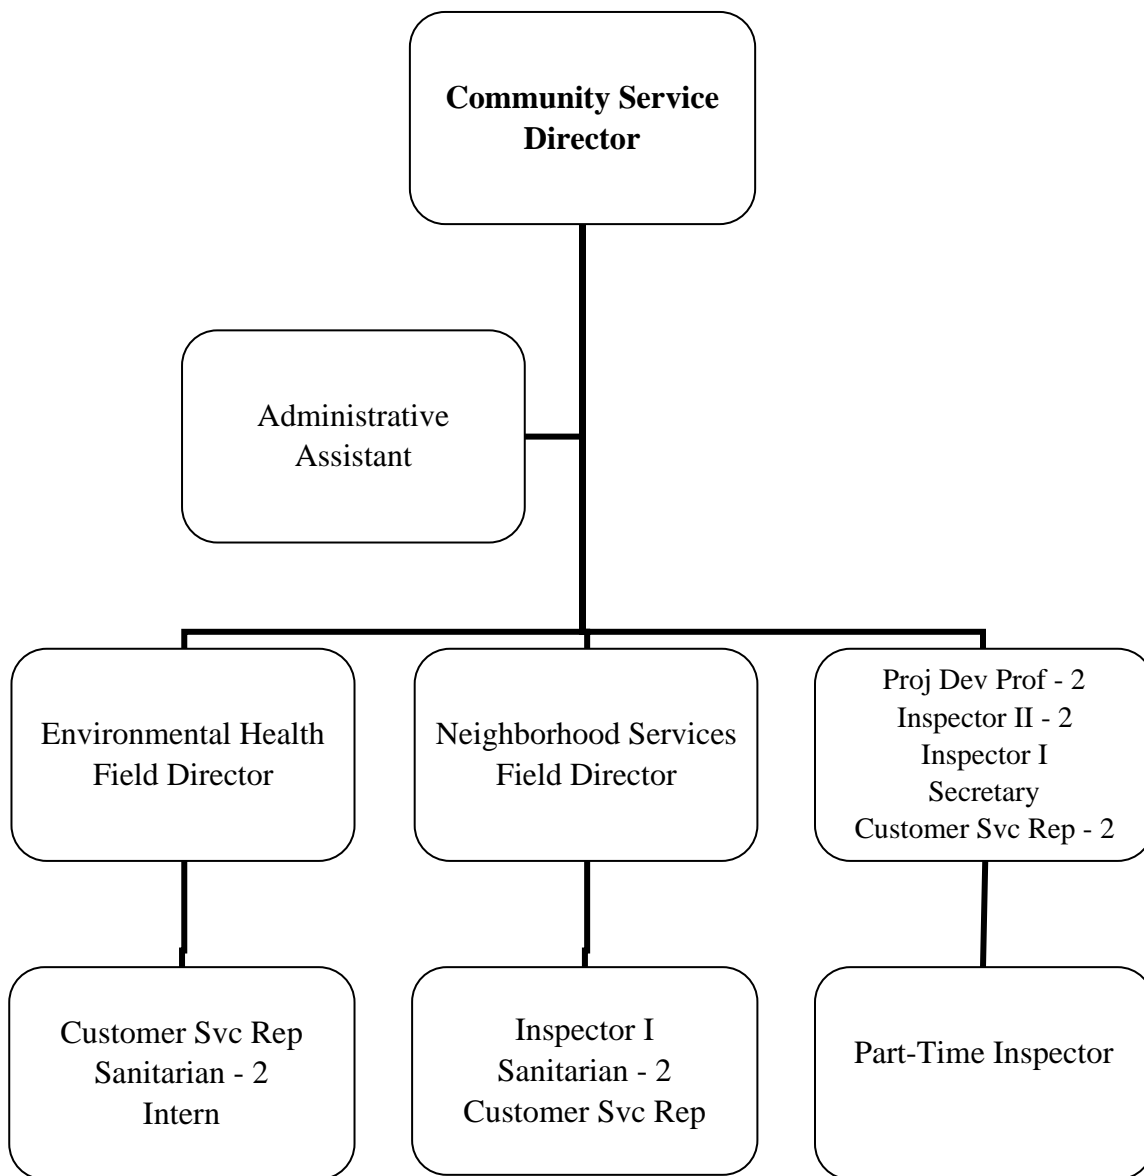 Community Service
Director
Administrative
Assistant
Environmental Health
Field Director
Neighborhood Services
Field Director
Proj Dev Prof - 2
Inspector II - 2
Inspector I
Secretary
Customer Svc Rep - 2
Customer Svc Rep
Sanitarian - 2
Intern
Inspector I
Sanitarian - 2
Customer Svc Rep
Part-Time Inspector